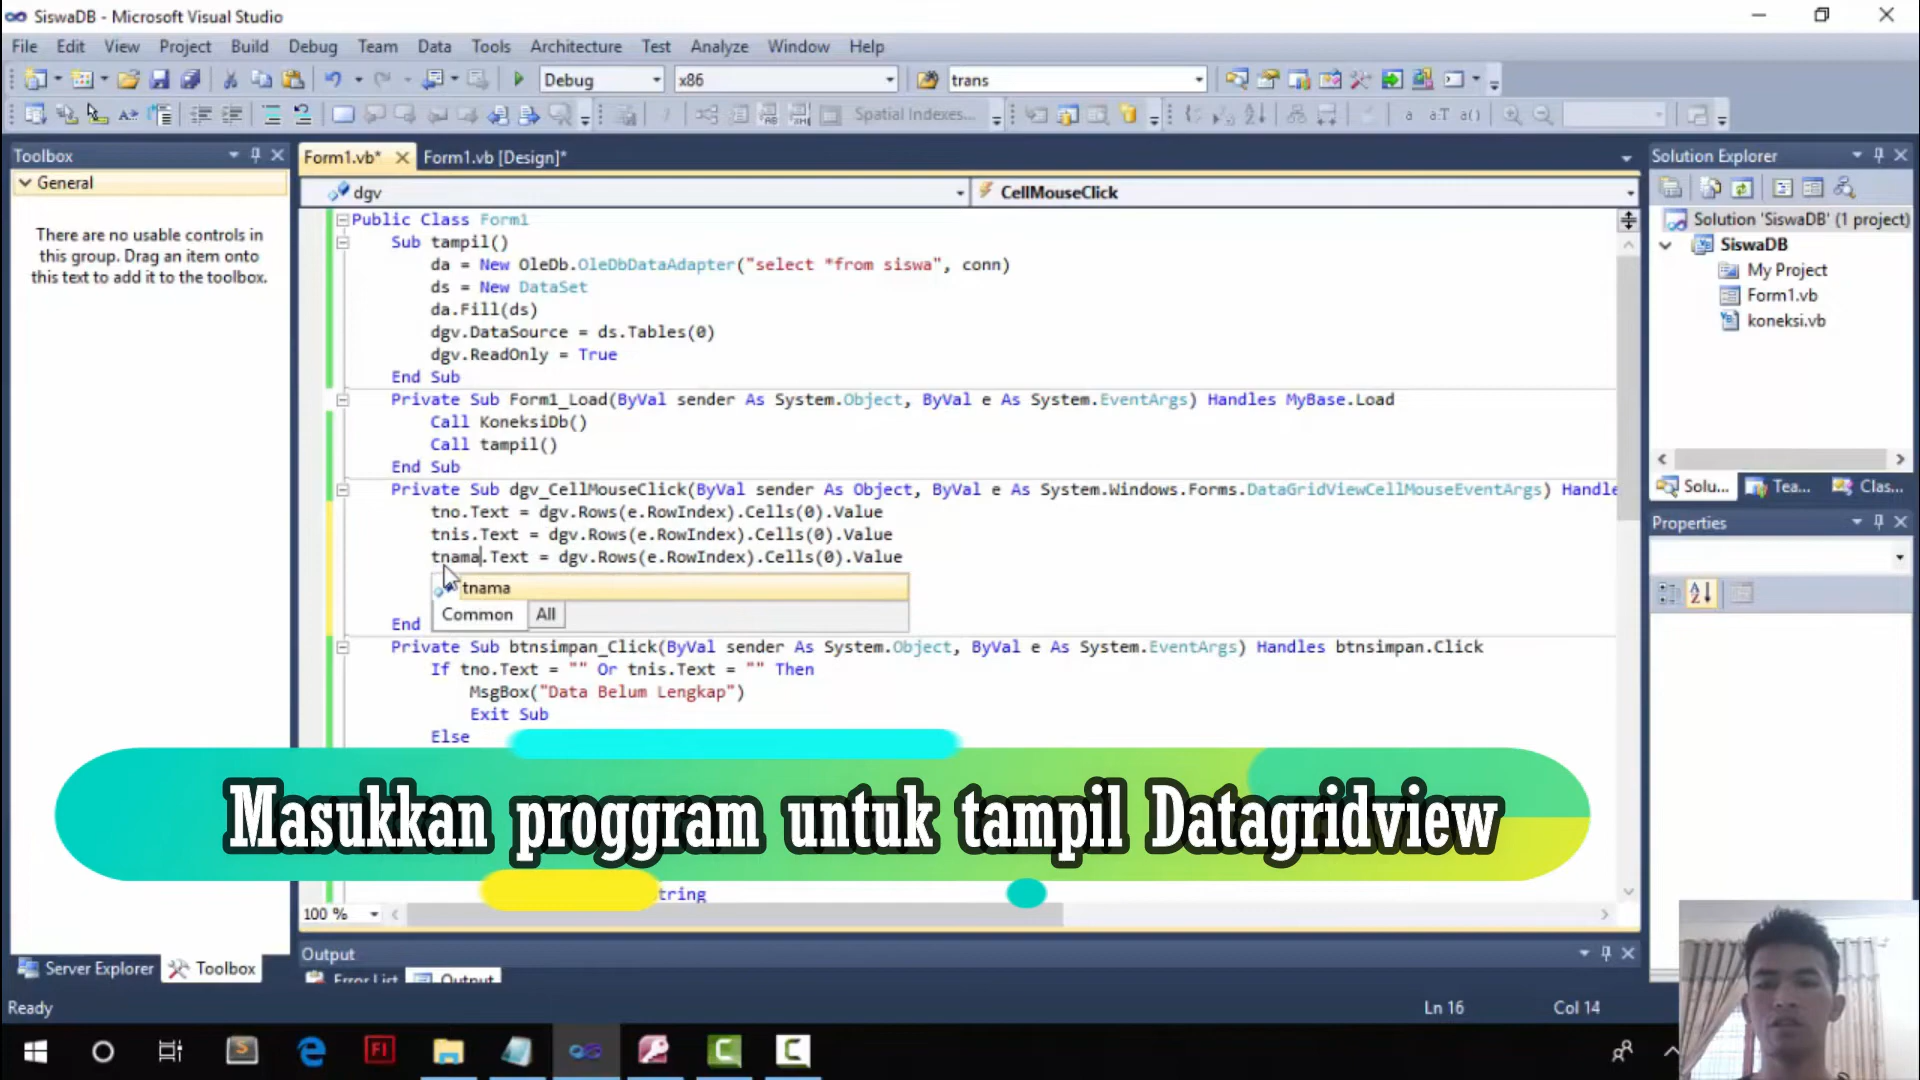 SiswaDB - Microsoft Visual Studio
File Edit View Project Build Debug Team Data Tools Architecture Test Analyze Window Help
Debug x86 trans
Spatial Indexes...
Toolbox
General
There are no usable controls in
this group. Drag an item onto
this text to add it to the toolbox.
Server Explorer Toolbox
Form1.vb* Form1.vb [Design]*
dgv CellMouseClick
Public Class Form1
Sub tampil()
da = New OleDb.OleDbDataAdapter("select *from siswa", conn)
ds = New DataSet
da.Fill(ds)
dgv.DataSource = ds.Tables(0)
dgv.ReadOnly = True
End Sub
Private Sub Form1_Load(ByVal sender As System.Object, ByVal e As System.EventArgs) Handles MyBase.Load
Call KoneksiDb()
Call tampil()
End Sub
Private Sub dgv_CellMouseClick(ByVal sender As Object, ByVal e As System.Windows.Forms.DataGridViewCellMouseEventArgs) Handle
tno.Text = dgv.Rows(e.RowIndex).Cells(0).Value
tnis.Text = dgv.Rows(e.RowIndex).Cells(0).Value
tnama.Text = dgv.Rows(e.RowIndex).Cells(0).Value
tnama
Common All
End
Private Sub btnsimpan_Click(ByVal sender As System.Object, ByVal e As System.EventArgs) Handles btnsimpan.Click
If tno.Text = "" Or tnis.Text = "" Then
MsgBox("Data Belum Lengkap")
Exit Sub
Else
Masukkan proggram untuk tampil Datagridview
tring
100 %
Output
Error List Output
Solution Explorer
Solution 'SiswaDB' (1 project)
SiswaDB
My Project
Form1.vb
koneksi.vb
Solu... Tea... Clas...
Properties
Ready Ln 16 Col 14